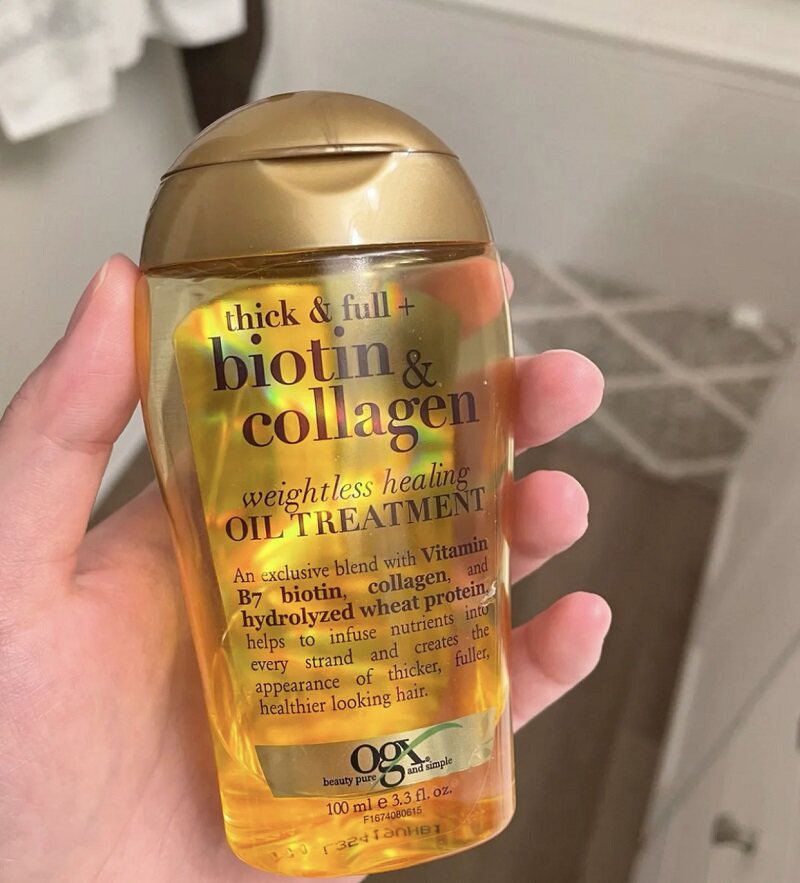 thick & full +
biotin &
collagen
weightless healing
OIL TREATMENT
An exclusive blend with Vitamin
B7 biotin, collagen, and
hydrolyzed wheat protein,
helps to infuse nutrients into
every strand and creates the
appearance of thicker, fuller,
healthier looking hair.
ogx®
beauty pure and simple
100 ml e 3.3 fl. oz.
F1674080615